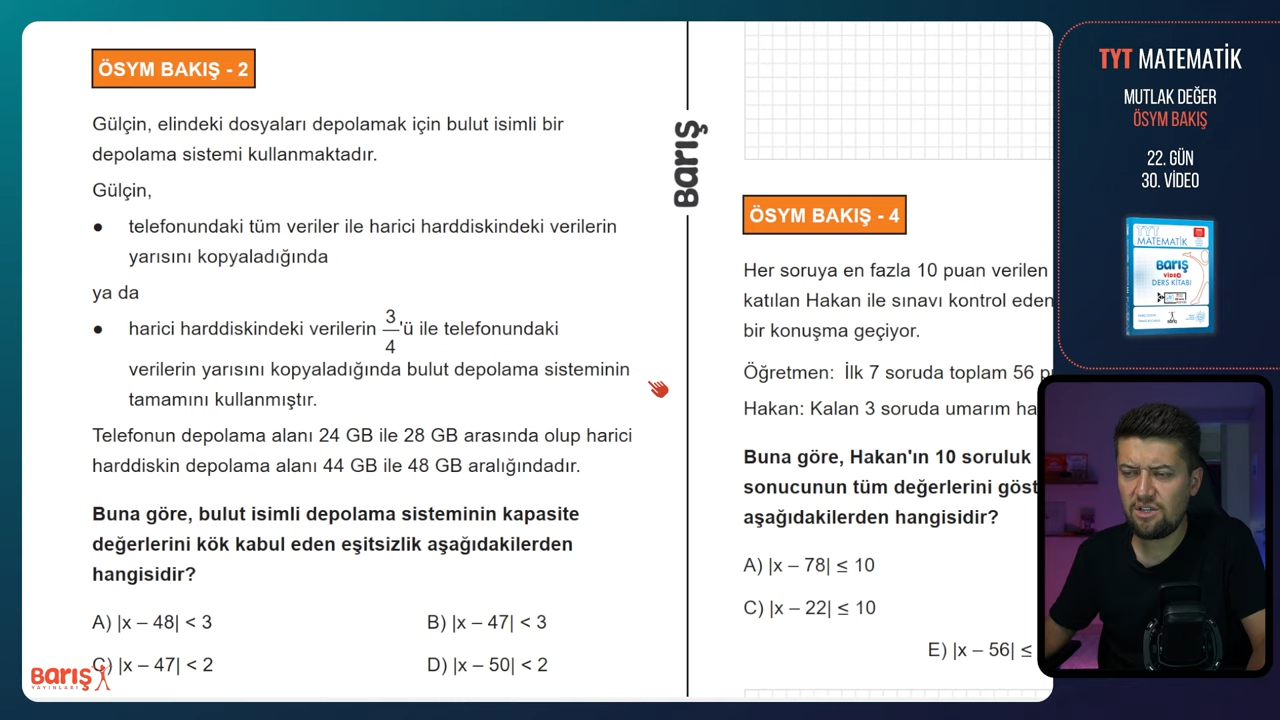 ÖSYM BAKIŞ - 2
Gülçin, elindeki dosyaları depolamak için bulut isimli bir
depolama sistemi kullanmaktadır.
Gülçin,
● telefonundaki tüm veriler ile harici harddiskindeki verilerin
yarısını kopyaladığında
ya da
● harici harddiskindeki verilerin 3/4'ü ile telefonundaki
verilerin yarısını kopyaladığında bulut depolama sisteminin
tamamını kullanmıştır.
Telefonun depolama alanı 24 GB ile 28 GB arasında olup harici
harddiskin depolama alanı 44 GB ile 48 GB aralığındadır.
Buna göre, bulut isimli depolama sisteminin kapasite
değerlerini kök kabul eden eşitsizlik aşağıdakilerden
hangisidir?
A) |x – 48| < 3
B) |x – 47| < 3
C) |x – 47| < 2
D) |x – 50| < 2
Barış
YAYINLARI
Barış
ÖSYM BAKIŞ - 4
Her soruya en fazla 10 puan verilen
katılan Hakan ile sınavı kontrol eden
bir konuşma geçiyor.
Öğretmen: İlk 7 soruda toplam 56 p
Hakan: Kalan 3 soruda umarım ha
Buna göre, Hakan'ın 10 soruluk
sonucunun tüm değerlerini göst
aşağıdakilerden hangisidir?
A) |x – 78| ≤ 10
C) |x – 22| ≤ 10
E) |x – 56| ≤
TYT MATEMATİK
MUTLAK DEĞER
ÖSYM BAKIŞ
22. GÜN
30. VİDEO
TYT
MATEMATİK
Barış
VİDEO
DERS KİTABI